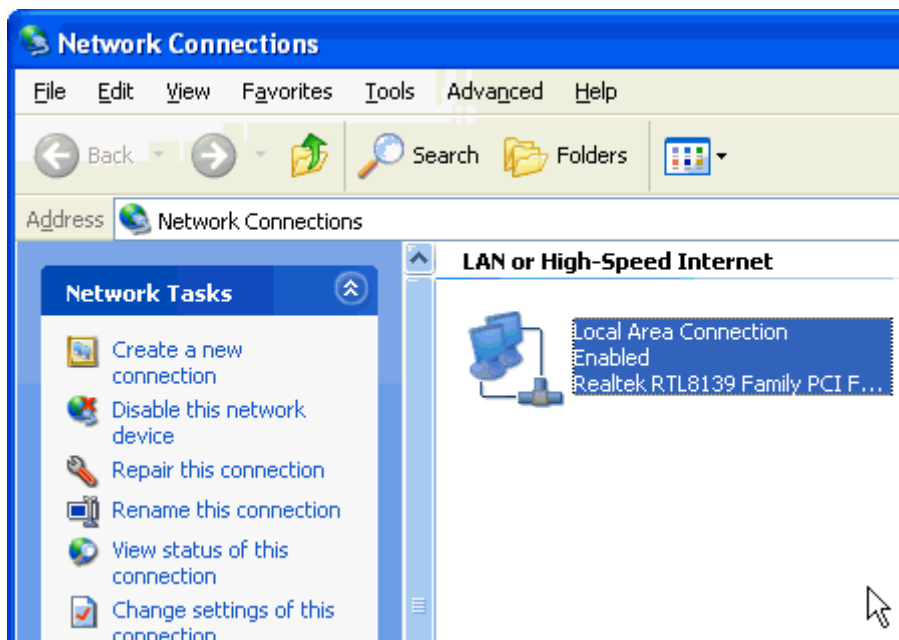 Network Connections
File Edit View Favorites Tools Advanced Help
Back Search Folders
Address Network Connections
Network Tasks
Create a new
connection
Disable this network
device
Repair this connection
Rename this connection
View status of this
connection
Change settings of this
connection
LAN or High-Speed Internet
Local Area Connection
Enabled
Realtek RTL8139 Family PCI F...